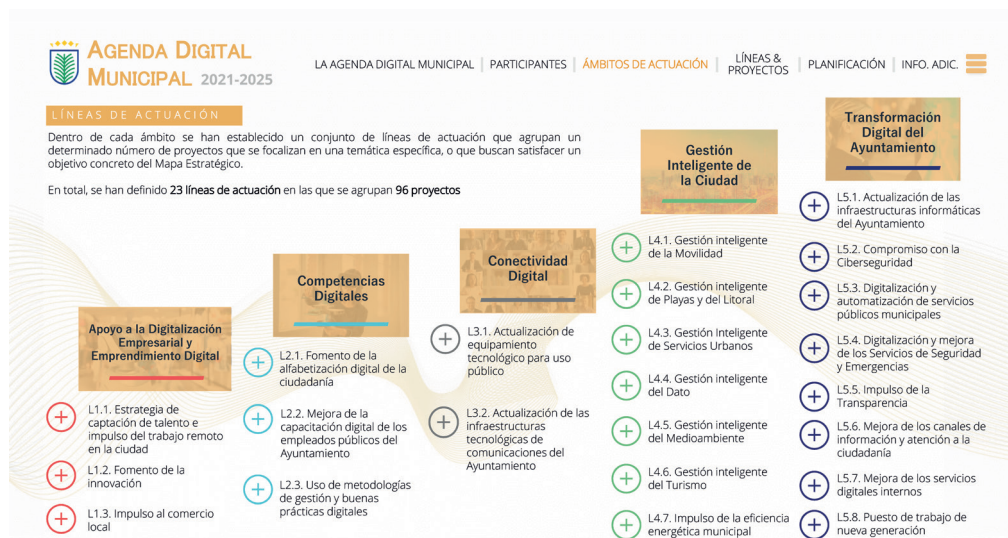 AGENDA DIGITAL
MUNICIPAL 2021-2025
LA AGENDA DIGITAL MUNICIPAL | PARTICIPANTES | ÁMBITOS DE ACTUACIÓN | LÍNEAS & PROYECTOS | PLANIFICACIÓN | INFO. ADIC.
LÍNEAS DE ACTUACIÓN
Dentro de cada ámbito se han establecido un conjunto de líneas de actuación que agrupan un
determinado número de proyectos que se focalizan en una temática específica, o que buscan satisfacer un
objetivo concreto del Mapa Estratégico.
En total, se han definido 23 líneas de actuación en las que se agrupan 96 proyectos
Apoyo a la Digitalización
Empresarial y
Emprendimiento Digital
L1.1. Estrategia de
captación de talento e
impulso del trabajo remoto
en la ciudad
L1.2. Fomento de la
innovación
L1.3. Impulso al comercio
local
Competencias
Digitales
L2.1. Fomento de la
alfabetización digital de la
ciudadanía
L2.2. Mejora de la
capacitación digital de los
empleados públicos del
Ayuntamiento
L2.3. Uso de metodologías
de gestión y buenas
prácticas digitales
Conectividad
Digital
L3.1. Actualización de
equipamiento
tecnológico para uso
público
L3.2. Actualización de las
infraestructuras
tecnológicas de
comunicaciones del
Ayuntamiento
Gestión
Inteligente de
la Ciudad
L4.1. Gestión inteligente
de la Movilidad
L4.2. Gestión inteligente
de Playas y del Litoral
L4.3. Gestión Inteligente
de Servicios Urbanos
L4.4. Gestión inteligente
del Dato
L4.5. Gestión inteligente
del Medioambiente
L4.6. Gestión inteligente
del Turismo
L4.7. Impulso de la eficiencia
energética municipal
Transformación
Digital del
Ayuntamiento
L5.1. Actualización de las
infraestructuras informáticas
del Ayuntamiento
L5.2. Compromiso con la
Ciberseguridad
L5.3. Digitalización y
automatización de servicios
públicos municipales
L5.4. Digitalización y mejora
de los Servicios de Seguridad
y Emergencias
L5.5. Impulso de la
Transparencia
L5.6. Mejora de los canales de
información y atención a la
ciudadanía
L5.7. Mejora de los servicios
digitales internos
L5.8. Puesto de trabajo de
nueva generación